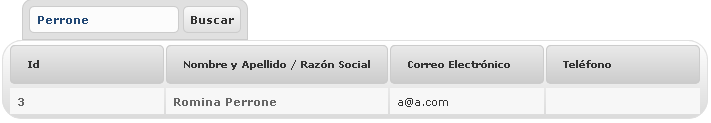 Perrone Buscar
Id Nombre y Apellido / Razón Social Correo Electrónico Teléfono
3 Romina Perrone a@a.com